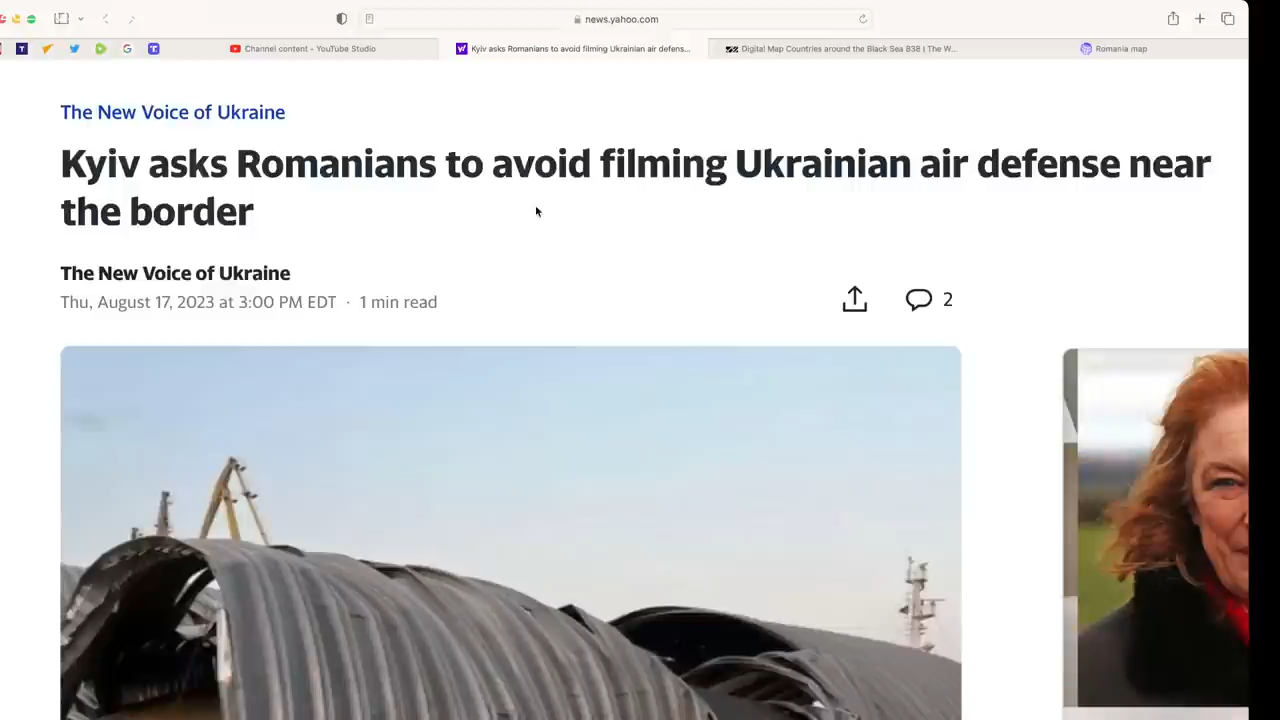 news.yahoo.com
Channel content - YouTube Studio
Kyiv asks Romanians to avoid filming Ukrainian air defens...
Digital Map Countries around the Black Sea 838 | The W...
Romania map
The New Voice of Ukraine
Kyiv asks Romanians to avoid filming Ukrainian air defense near
the border
The New Voice of Ukraine
Thu, August 17, 2023 at 3:00 PM EDT · 1 min read
2